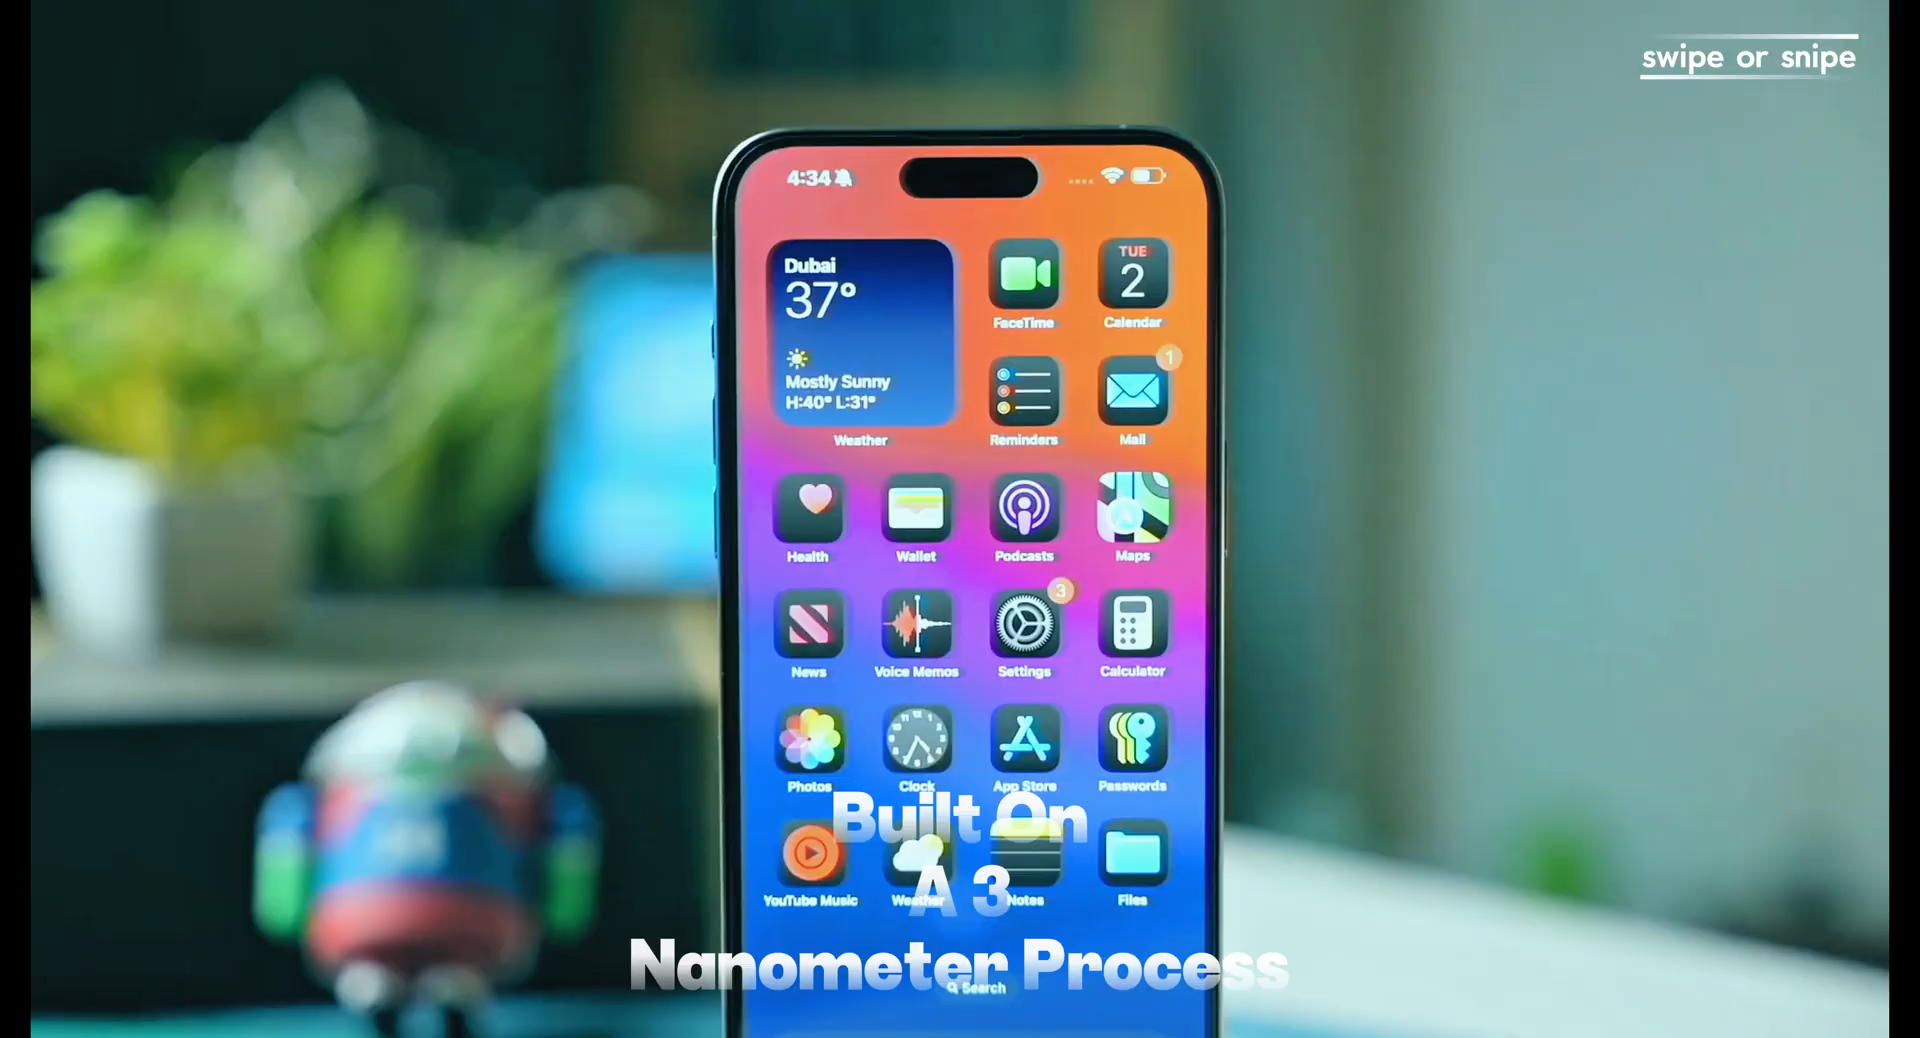 swipe or snipe
4:34
Dubai
37°
Mostly Sunny
H:40° L:31°
Weather
FaceTime
TUE
2
Calendar
Reminders
1
Mail
Health
Wallet
Podcasts
Maps
News
Voice Memos
3
Settings
Calculator
Photos
Clock
App Store
Passwords
YouTube Music
Weather
Notes
Files
Built On
A 3
Nanometer Process
Search